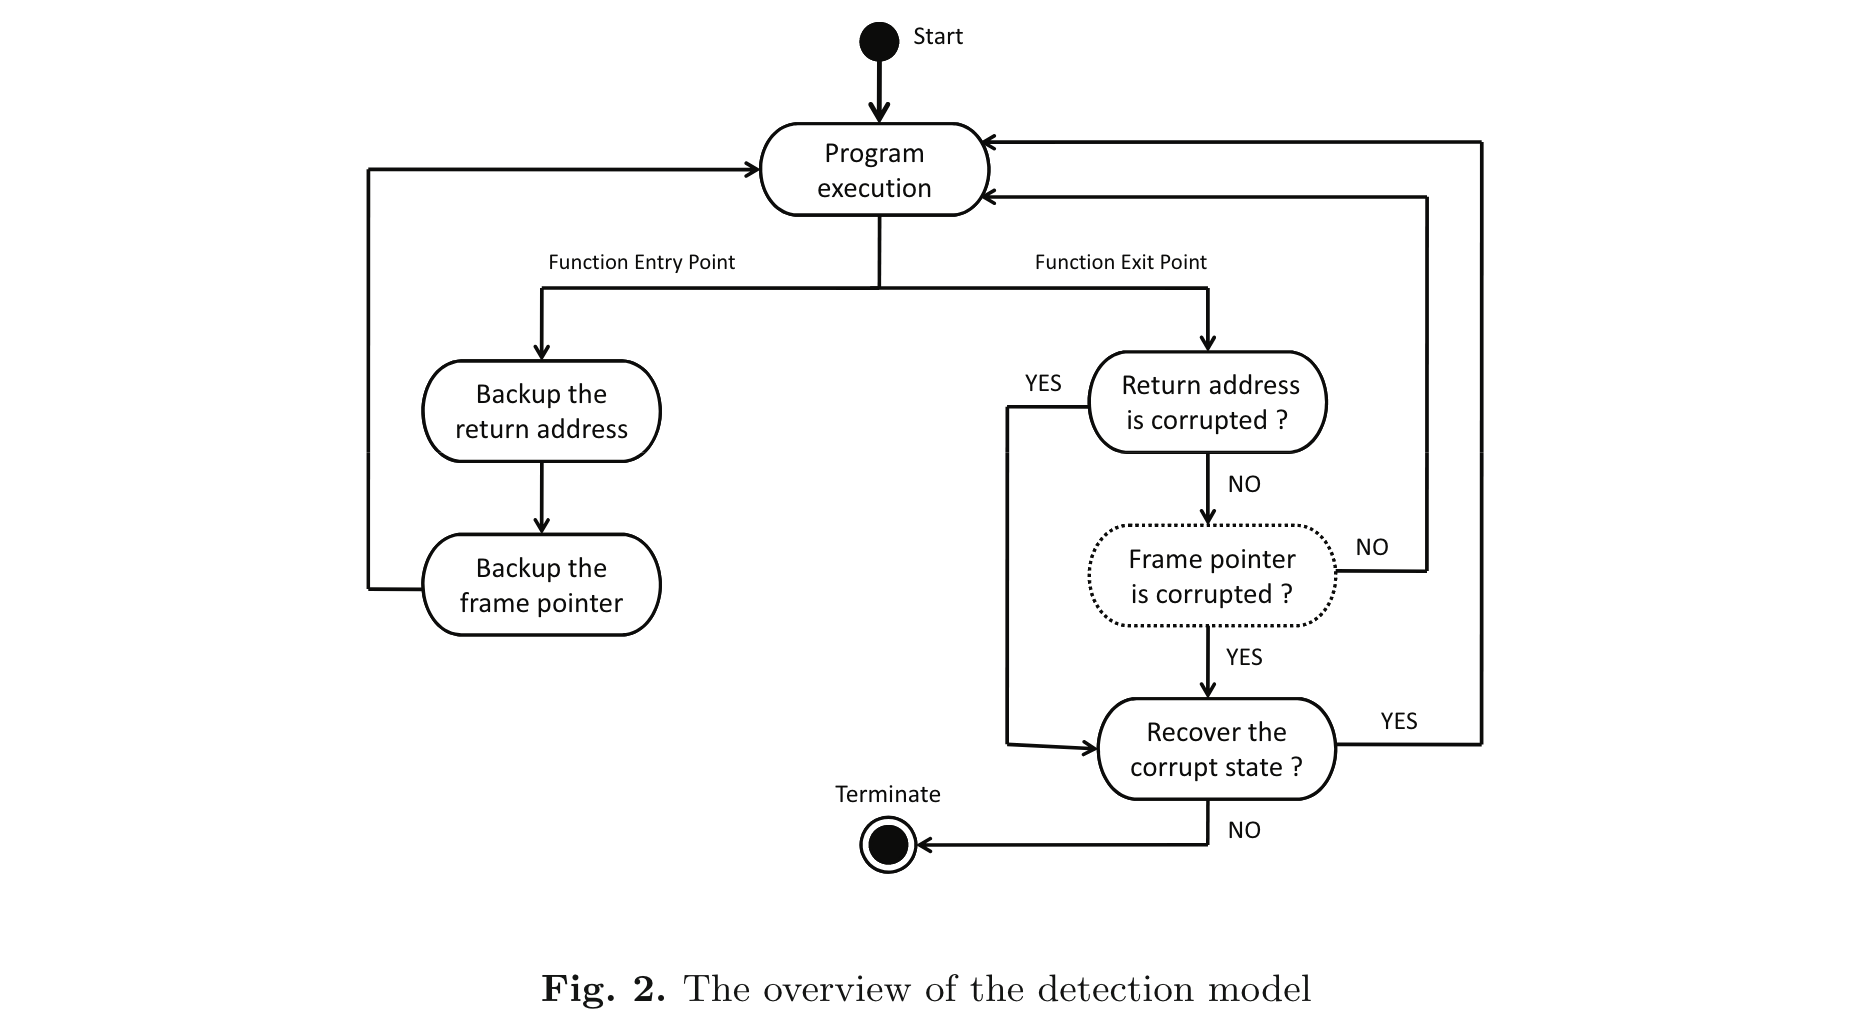 Start
Program
execution
Function Entry Point
Function Exit Point
Backup the
return address
YES
Return address
is corrupted ?
NO
Backup the
frame pointer
Frame pointer
is corrupted ?
NO
YES
Recover the
corrupt state ?
YES
Terminate
NO
Fig. 2. The overview of the detection model